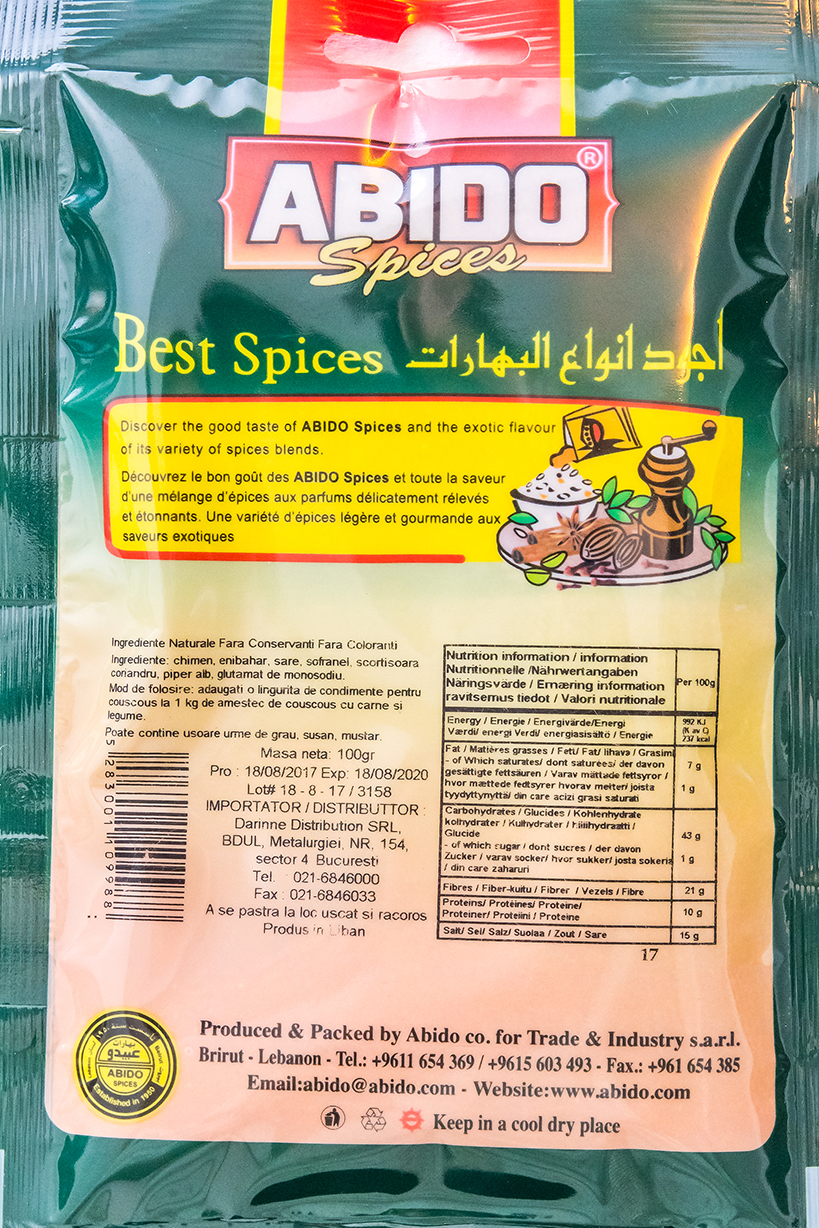 ABIDO®
Spices
Best Spices اجود انواع البهارات
Discover the good taste of ABIDO Spices and the exotic flavour
of its variety of spices blends.
Découvrez le bon goût des ABIDO Spices et toute la saveur
d'une mélange d'épices aux parfums délicatement rélevés
et étonnants. Une variété d'épices légère et gourmande aux
saveurs exotiques
Ingrediente Naturale Fara Conservanti Fara Coloranti
Ingrediente: chimen, enibahar, sare, sofranel, scortisoara
coriandru, piper alb, glutamat de monosodiu.
Mod de folosire: adaugati o lingurita de condimente pentru
couscous la 1 kg de amestec de couscous cu carne si
legume.
Poate contine usoare urme de grau, susan, mustar.
5 283001 109988
Masa neta: 100gr
Pro : 18/08/2017 Exp: 18/08/2020
Lot# 18 - 8 - 17 / 3158
IMPORTATOR / DISTRIBUTTOR :
Darinne Distribution SRL,
BDUL, Metalurgiei, NR, 154,
sector 4 Bucuresti
Tel. : 021-6846000
Fax : 021-6846033
A se pastra la loc uscat si racoros
Produs in Liban
Nutrition information / information
Nutritionnelle /Nährwertangaben
Näringsvärde / Ernæring information
ravitsemus tiedot / Valori nutritionale
Per 100g
Energy / Energie / Energivärde/Energi
Værdi/ energi Verdi/ energiasisältö / Energie
992 KJ
(K av C)
237 kcal
Fat / Matières grasses / Fett/ Fat/ lihava / Grasimi
- of Which saturates/ dont saturées/ der davon
gesättigte fettsäuren / Varav mättade fettsyror /
hvor mættede fedtsyrer hvorav metter/ joista
tyydyttymyttä/ din care acizi grasi saturati
7 g
1 g
Carbohydrates / Glucides / Kohlenhydrate
kolhydrater / Kulhydrater / hiilihydraatti /
Glucide
- of which sugar / dont sucres / der davon
Zucker / varav socker/ hvor sukker/ josta sokeria
/ din care zaharuri
43 g
1 g
Fibres / Fiber-kuitu / Fibrer / Vezels / Fibre 21 g
Proteins/ Protéines/ Proteine/
Proteiner/ Proteiini / Proteine
10 g
Salt/ Sel/ Salz/ Suolaa / Zout / Sare 15 g
17
بهارات
عبيدو
ABIDO
SPICES
Established in 1950
Produced & Packed by Abido co. for Trade & Industry s.a.r.l.
Brirut - Lebanon - Tel.: +9611 654 369 / +9615 603 493 - Fax.: +961 654 385
Email:abido@abido.com - Website:www.abido.com
Keep in a cool dry place